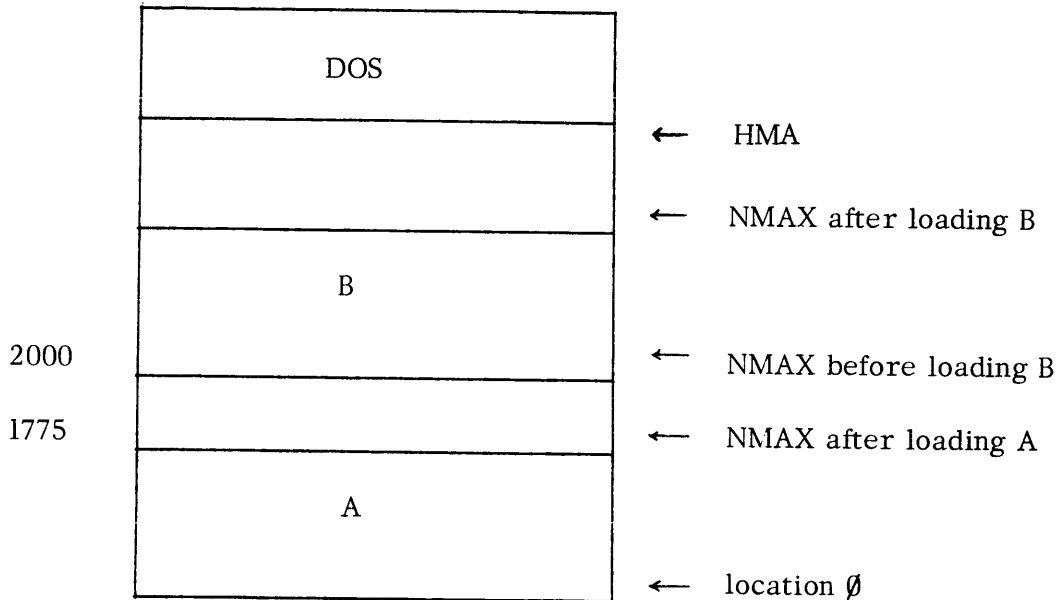 DOS
← HMA
← NMAX after loading B
B
2000
← NMAX before loading B
1775
← NMAX after loading A
A
← location Ø